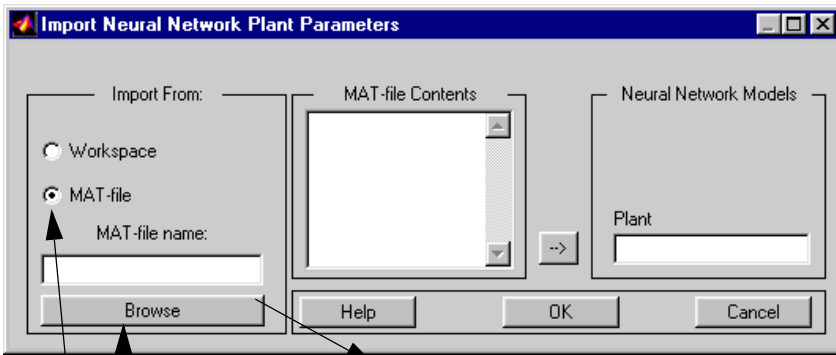 Import Neural Network Plant Parameters
Import From:
Workspace
MAT-file
MAT-file name:
Browse
MAT-file Contents
-->
Neural Network Models
Plant
Help
OK
Cancel